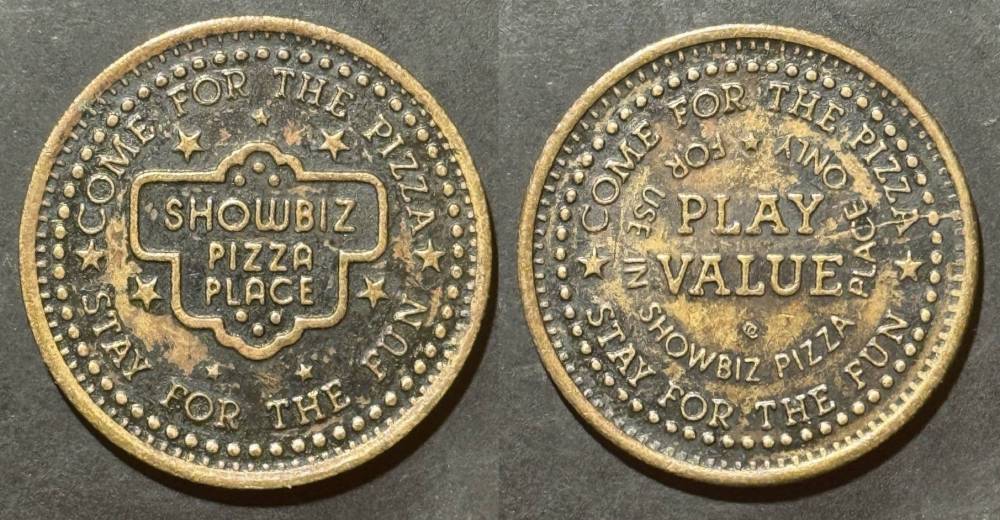 COME FOR THE PIZZA
STAY FOR THE FUN
SHOWBIZ
PIZZA
PLACE
COME FOR THE PIZZA
STAY FOR THE FUN
FOR USE IN SHOWBIZ PIZZA PLACE ONLY
PLAY
VALUE